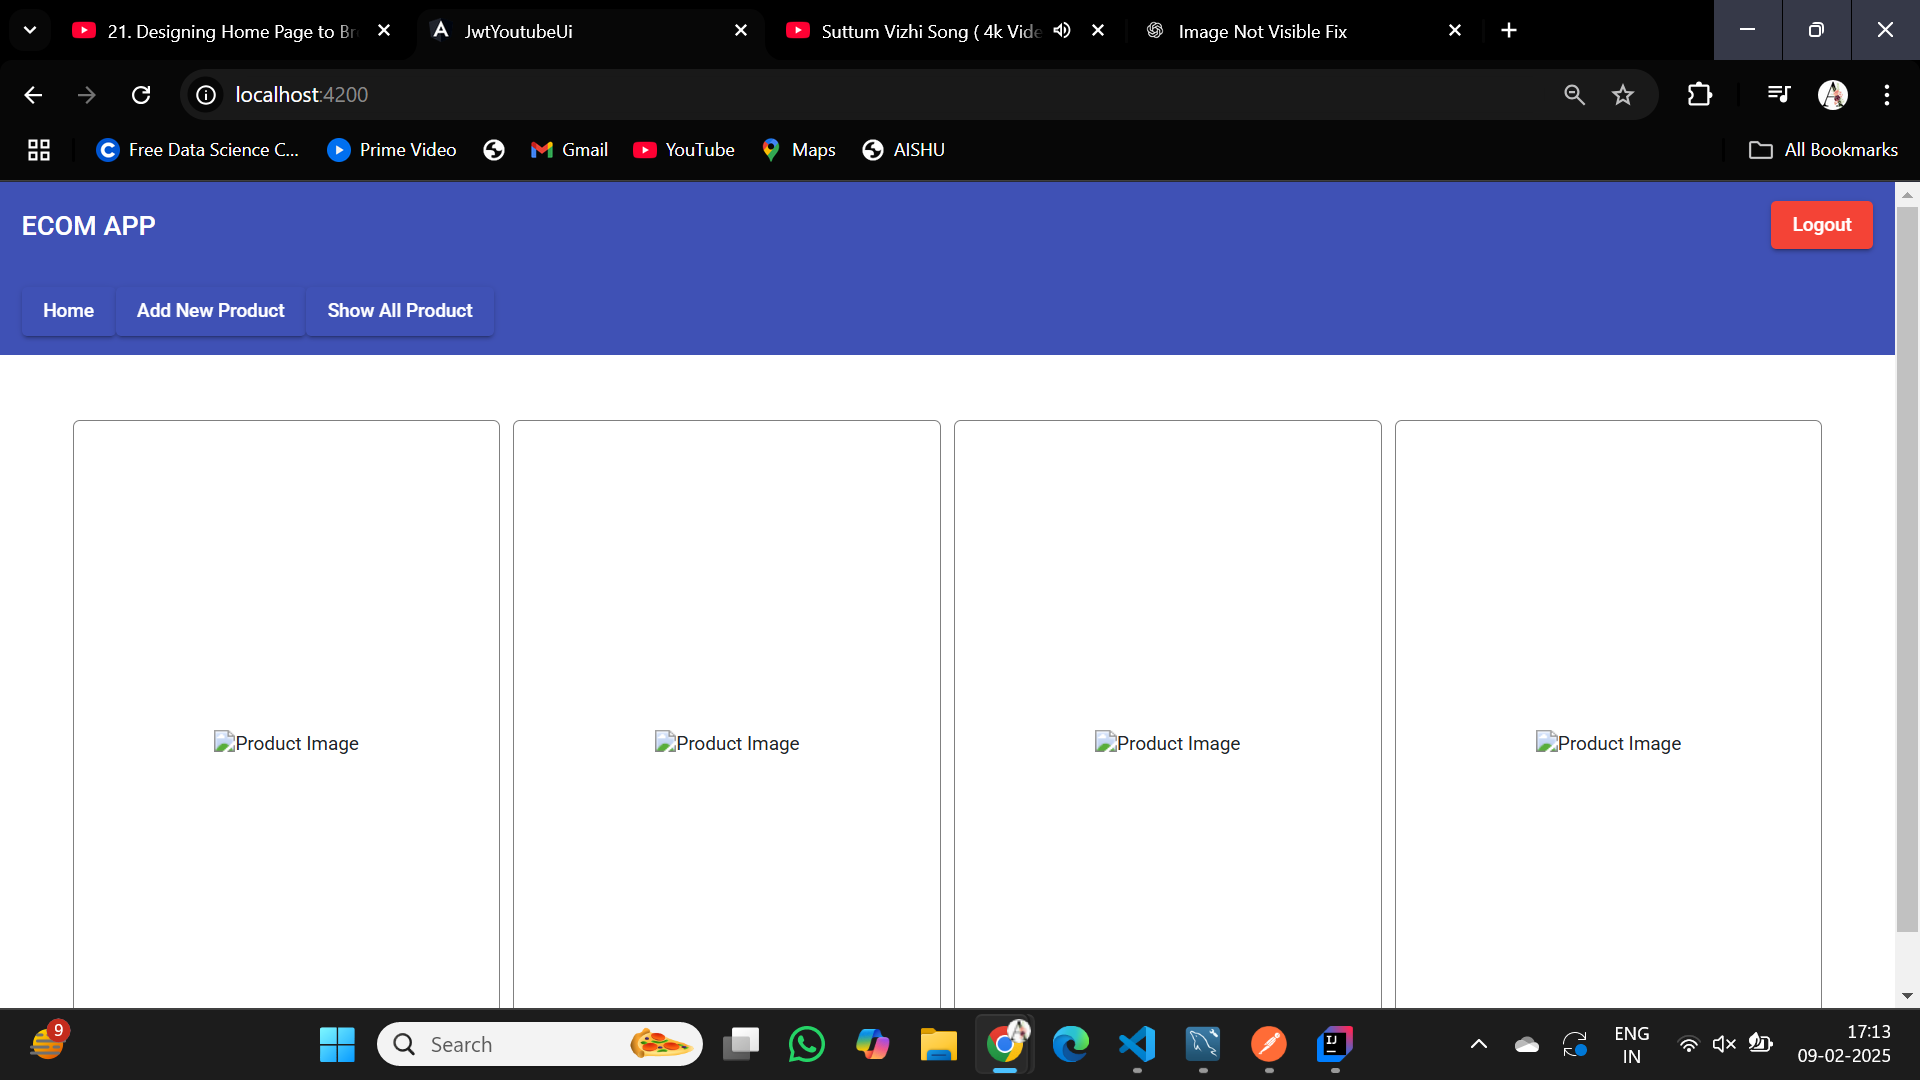 21. Designing Home Page to Br
JwtYoutubeUi
Suttum Vizhi Song ( 4k Vide
Image Not Visible Fix
localhost:4200
Free Data Science C...
Prime Video
Gmail
YouTube
Maps
AISHU
All Bookmarks
ECOM APP
Logout
Home
Add New Product
Show All Product
Product Image
Product Image
Product Image
Product Image
9
Search
IJ
ENG
IN
17:13
09-02-2025